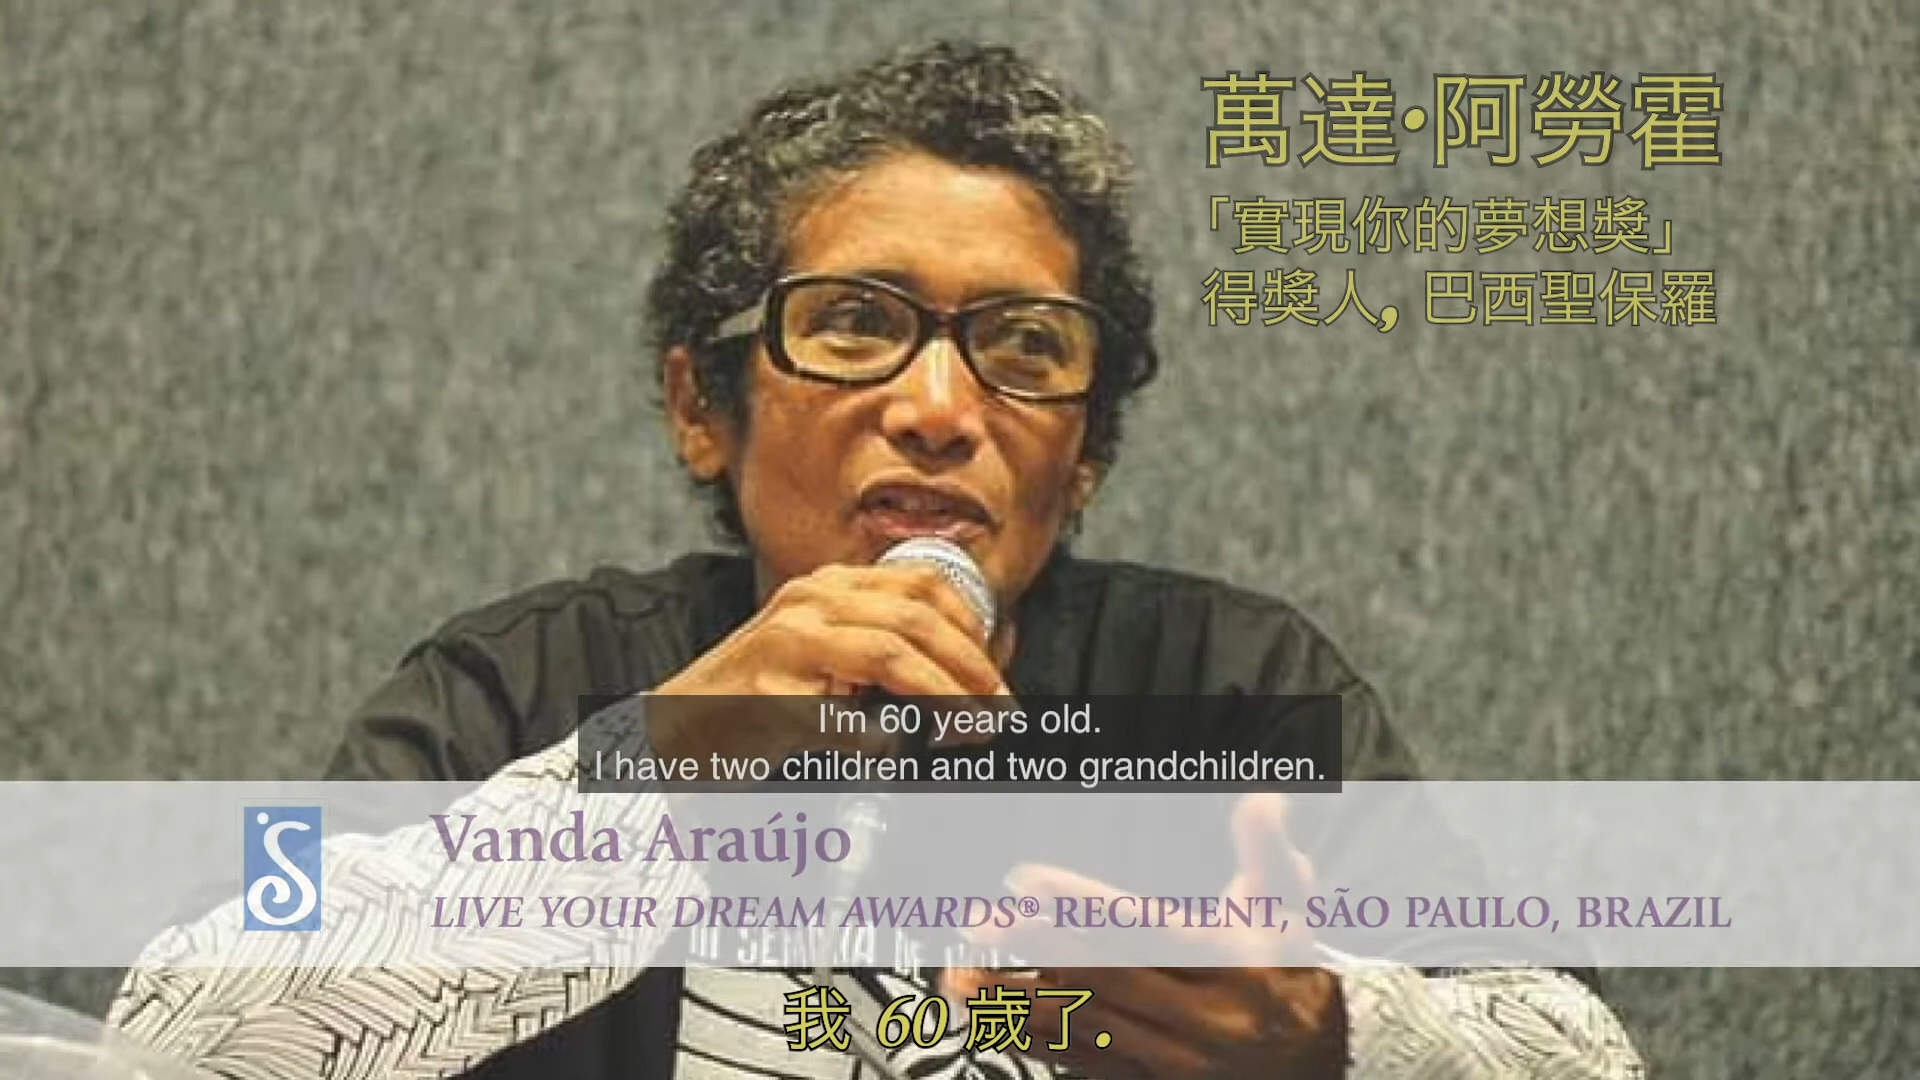 萬達·阿勞霍
「實現你的夢想獎」
得獎人, 巴西聖保羅
I'm 60 years old.
I have two children and two grandchildren.
Vanda Araújo
LIVE YOUR DREAM AWARDS® RECIPIENT, SÃO PAULO, BRAZIL
我 60 歲了.